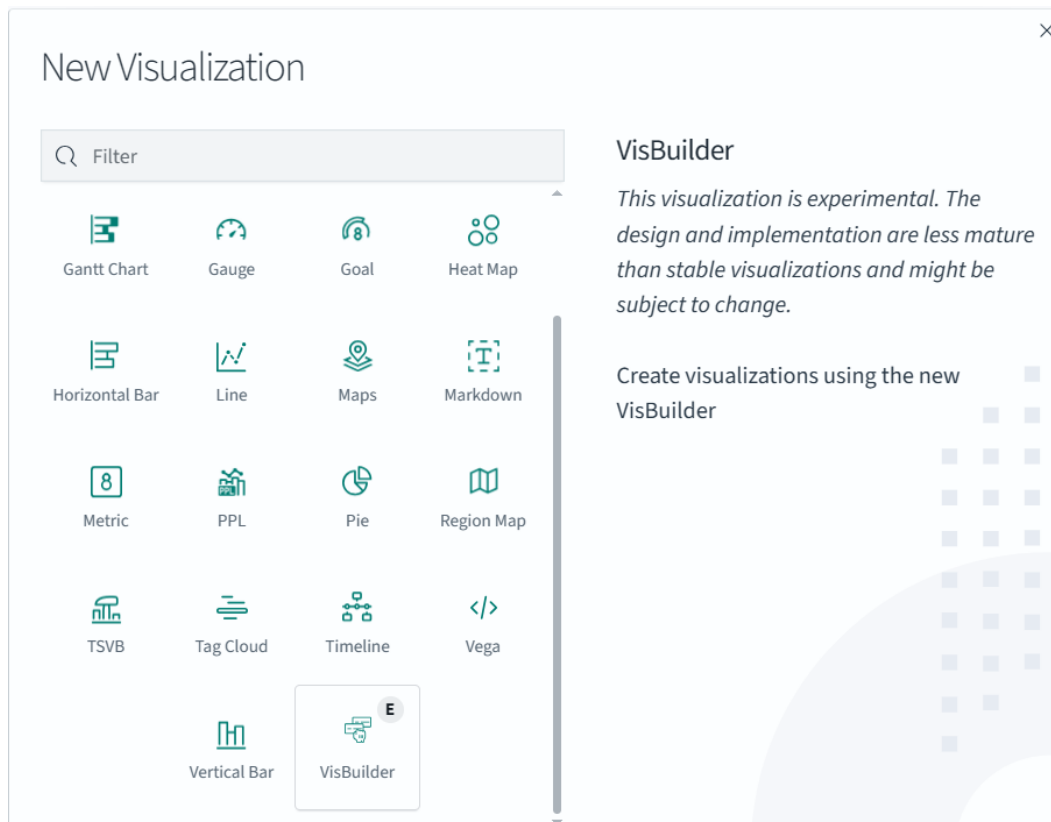 New Visualization
Filter
Gantt Chart
Gauge
8
Goal
Heat Map
Horizontal Bar
Line
Maps
T
Markdown
8
Metric
PPL
PPL
Pie
Region Map
TSVB
Tag Cloud
Timeline
Vega
Vertical Bar
E
VisBuilder
VisBuilder
This visualization is experimental. The
design and implementation are less mature
than stable visualizations and might be
subject to change.
Create visualizations using the new
VisBuilder